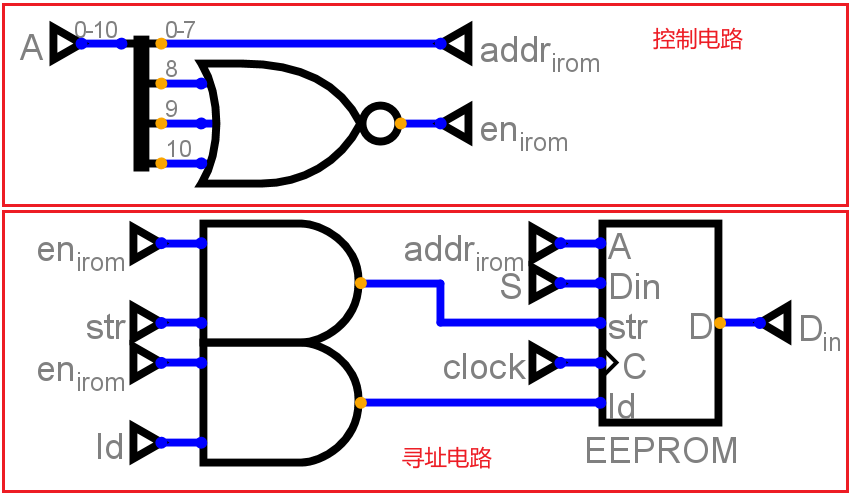 A
0-10
0-7
8
9
10
addrirom
enirom
控制电路
enirom
str
enirom
ld
addrirom
S
clock
A
Din
str
C
ld
D
Din
EEPROM
寻址电路